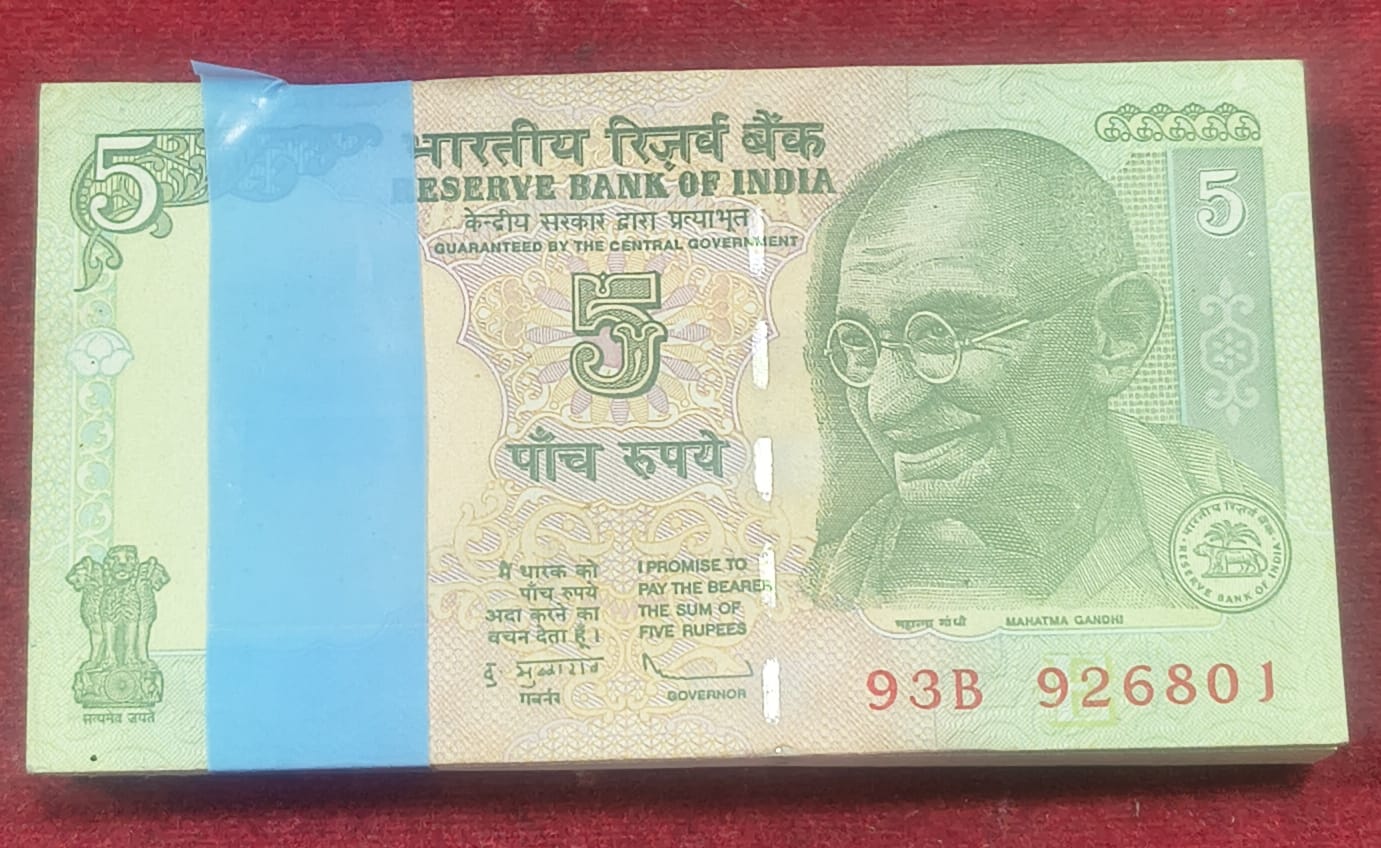 5
भारतीय रिज़र्व बैंक
RESERVE BANK OF INDIA
केन्द्रीय सरकार द्वारा प्रत्याभूत
GUARANTEED BY THE CENTRAL GOVERNMENT
5
5
पाँच रुपये
मैं धारक को
पाँच रुपये
अदा करने का
वचन देता हूँ।
गवर्नर
I PROMISE TO
PAY THE BEARER
THE SUM OF
FIVE RUPEES
GOVERNOR
सत्यमेव जयते
महात्मा गांधी MAHATMA GANDHI
भारतीय रिज़र्व बैंक
RESERVE BANK OF INDIA
93B 926801